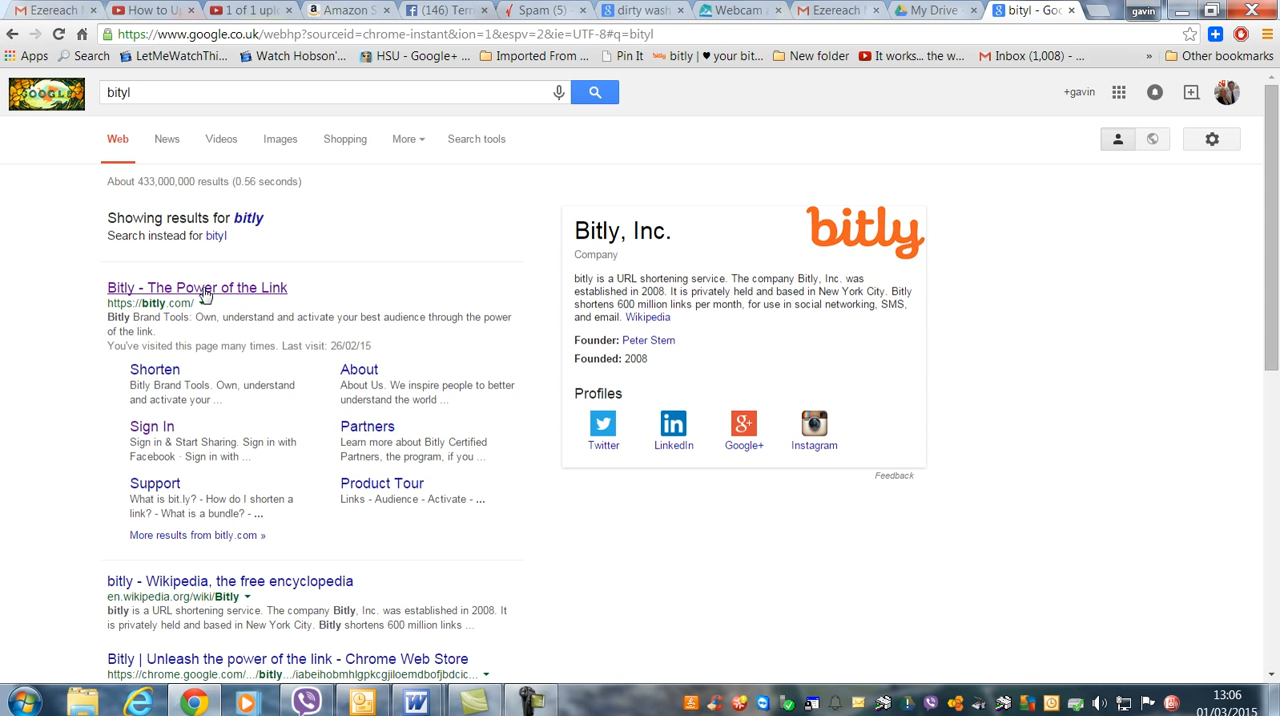 Ezereach M
How to U
1 of 1 uplo
Amazon S
(146) Terr
Spam (5)
dirty wash
Webcam
Ezereach M
My Drive
bityl - Goo
gavin
https://www.google.co.uk/webhp?sourceid=chrome-instant&ion=1&espv=2&ie=UTF-8#q=bityl
Apps
Search
LetMeWatchThi...
Watch Hobson'...
HSU - Google+ ...
Imported From ...
Pin It
bitly | ♥ your bit...
New folder
It works... the w...
Inbox (1,008) - ...
»
Other bookmarks
GOOGLE
bityl
+gavin
Web
News
Videos
Images
Shopping
More
Search tools
About 433,000,000 results (0.56 seconds)
Showing results for bitly
Search instead for bityl
Bitly - The Power of the Link
https://bitly.com/
Bitly Brand Tools: Own, understand and activate your best audience through the power
of the link.
You've visited this page many times. Last visit: 26/02/15
Shorten
Bitly Brand Tools. Own, understand
and activate your ...
About
About Us. We inspire people to better
understand the world ...
Sign In
Sign in & Start Sharing. Sign in with
Facebook · Sign in with ...
Partners
Learn more about Bitly Certified
Partners, the program, if you ...
Support
What is bit.ly? - How do I shorten a
link? - What is a bundle? - ...
Product Tour
Links - Audience - Activate - ...
More results from bitly.com »
bitly - Wikipedia, the free encyclopedia
en.wikipedia.org/wiki/Bitly
bitly is a URL shortening service. The company Bitly, Inc. was established in 2008. It
is privately held and based in New York City. Bitly shortens 600 million links ...
Bitly | Unleash the power of the link - Chrome Web Store
https://chrome.google.com/.../bitly.../iabeihobmhlgpkcgjiloemdbofjbdcic...
Bitly, Inc.
Company
bitly
bitly is a URL shortening service. The company Bitly, Inc. was
established in 2008. It is privately held and based in New York City. Bitly
shortens 600 million links per month, for use in social networking, SMS,
and email. Wikipedia
Founder: Peter Stern
Founded: 2008
Profiles
Twitter
LinkedIn
Google+
Instagram
Feedback
13:06
01/03/2015